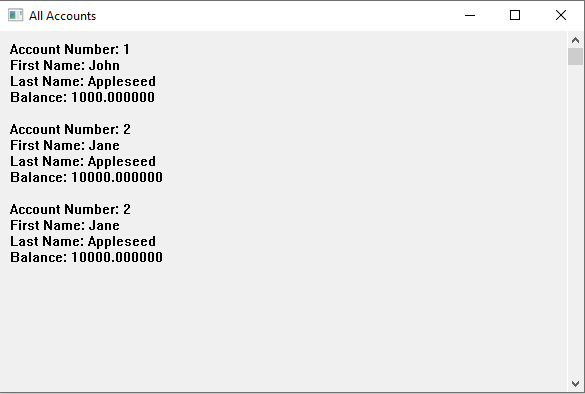 All Accounts
Account Number: 1
First Name: John
Last Name: Appleseed
Balance: 1000.000000
Account Number: 2
First Name: Jane
Last Name: Appleseed
Balance: 10000.000000
Account Number: 2
First Name: Jane
Last Name: Appleseed
Balance: 10000.000000